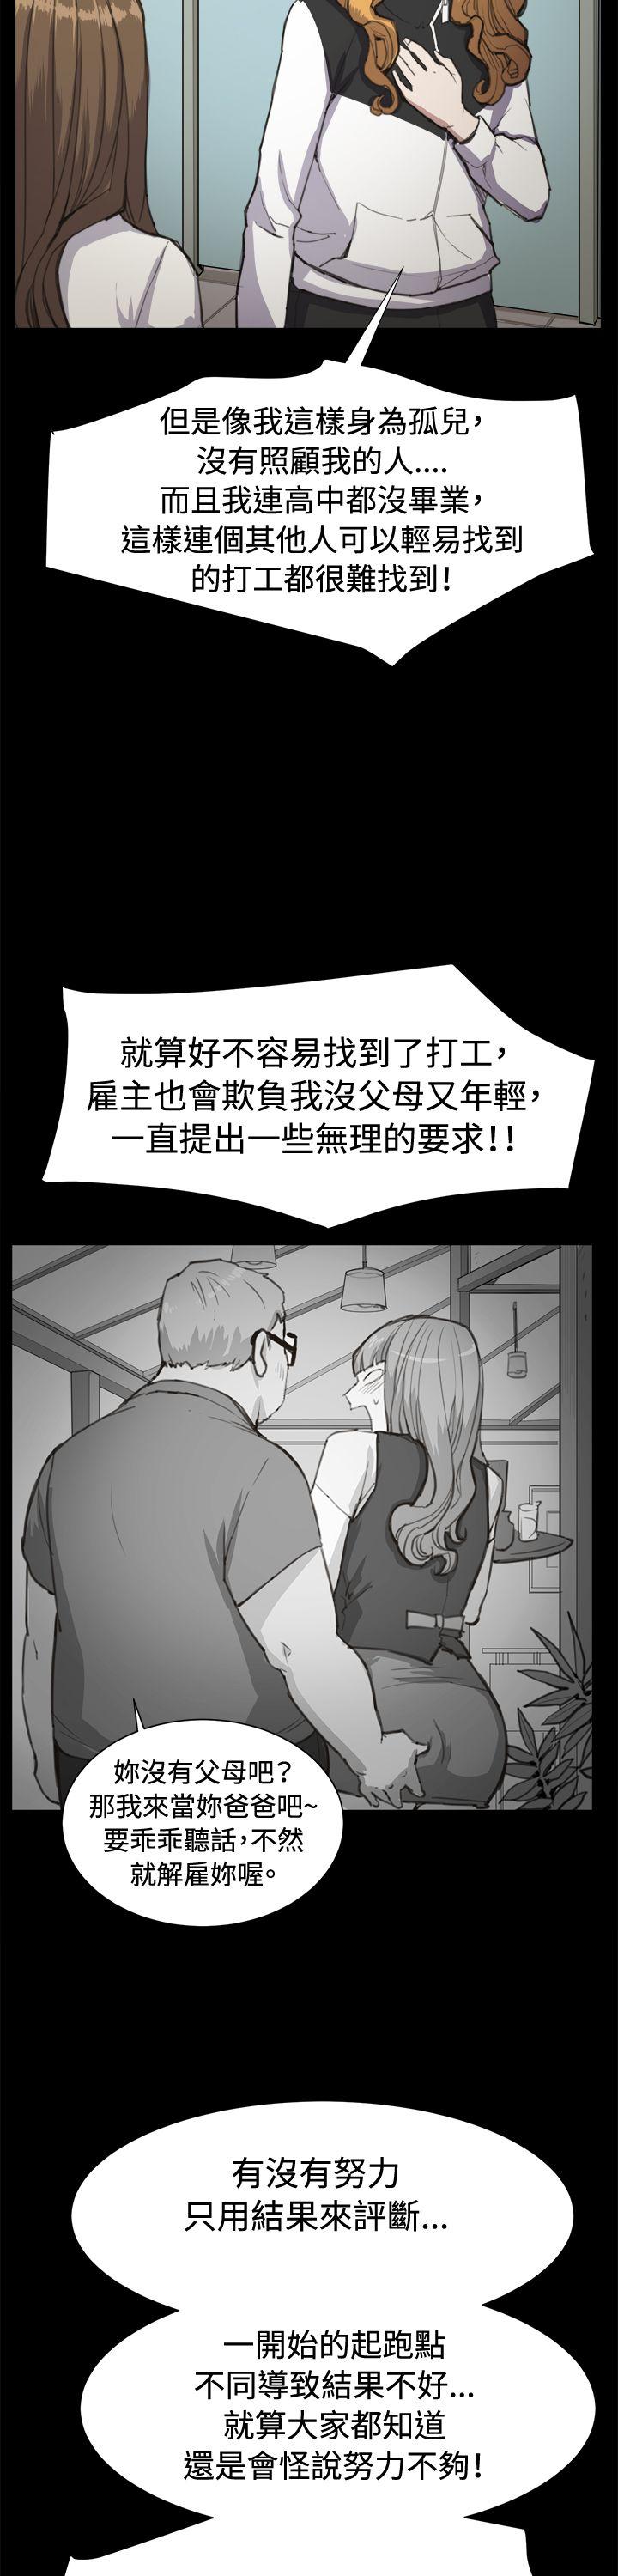 但是像我這樣身為孤兒，
沒有照顧我的人....
而且我連高中都沒畢業，
這樣連個其他人可以輕易找到
的打工都很難找到！
就算好不容易找到了打工，
雇主也會欺負我沒父母又年輕，
一直提出一些無理的要求！！
妳沒有父母吧？
那我來當妳爸爸吧~
要乖乖聽話，不然
就解雇妳喔。
有沒有努力
只用結果來評斷...
一開始的起跑點
不同導致結果不好...
就算大家都知道
還是會怪說努力不夠！